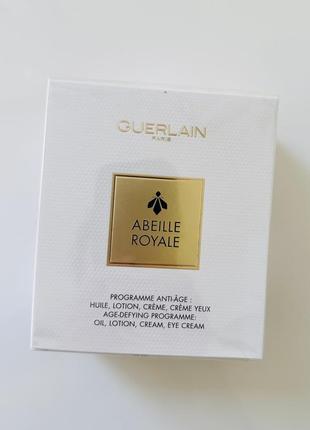 GUERLAIN
PARIS
ABEILLE
ROYALE
PROGRAMME ANTI-ÂGE :
HUILE, LOTION, CRÈME, CRÈME YEUX
AGE-DEFYING PROGRAMME:
OIL, LOTION, CREAM, EYE CREAM